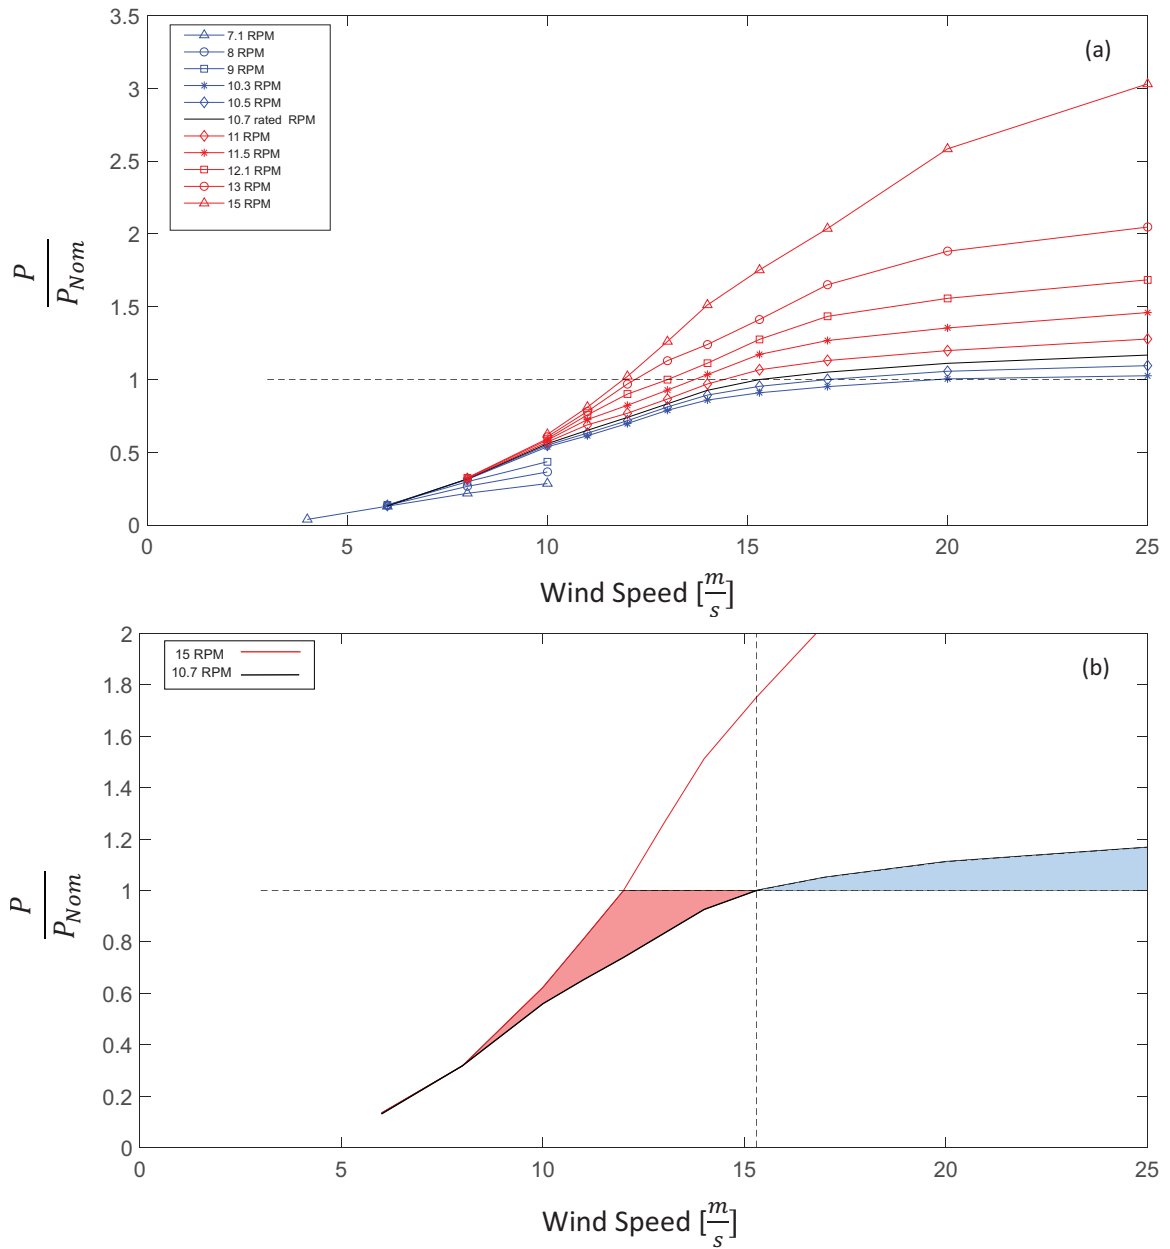 3.5
3
2.5
2
1.5
1
0.5
0
(a)
7.1 RPM
8 RPM
9 RPM
10.3 RPM
10.5 RPM
10.7 rated RPM
11 RPM
11.5 RPM
12.1 RPM
13 RPM
15 RPM
P
P_Nom
0 5 10 15 20 25
Wind Speed [m/s]
2
1.8
1.6
1.4
1.2
1
0.8
0.6
0.4
0.2
0
(b)
15 RPM
10.7 RPM
P
P_Nom
0 5 10 15 20 25
Wind Speed [m/s]